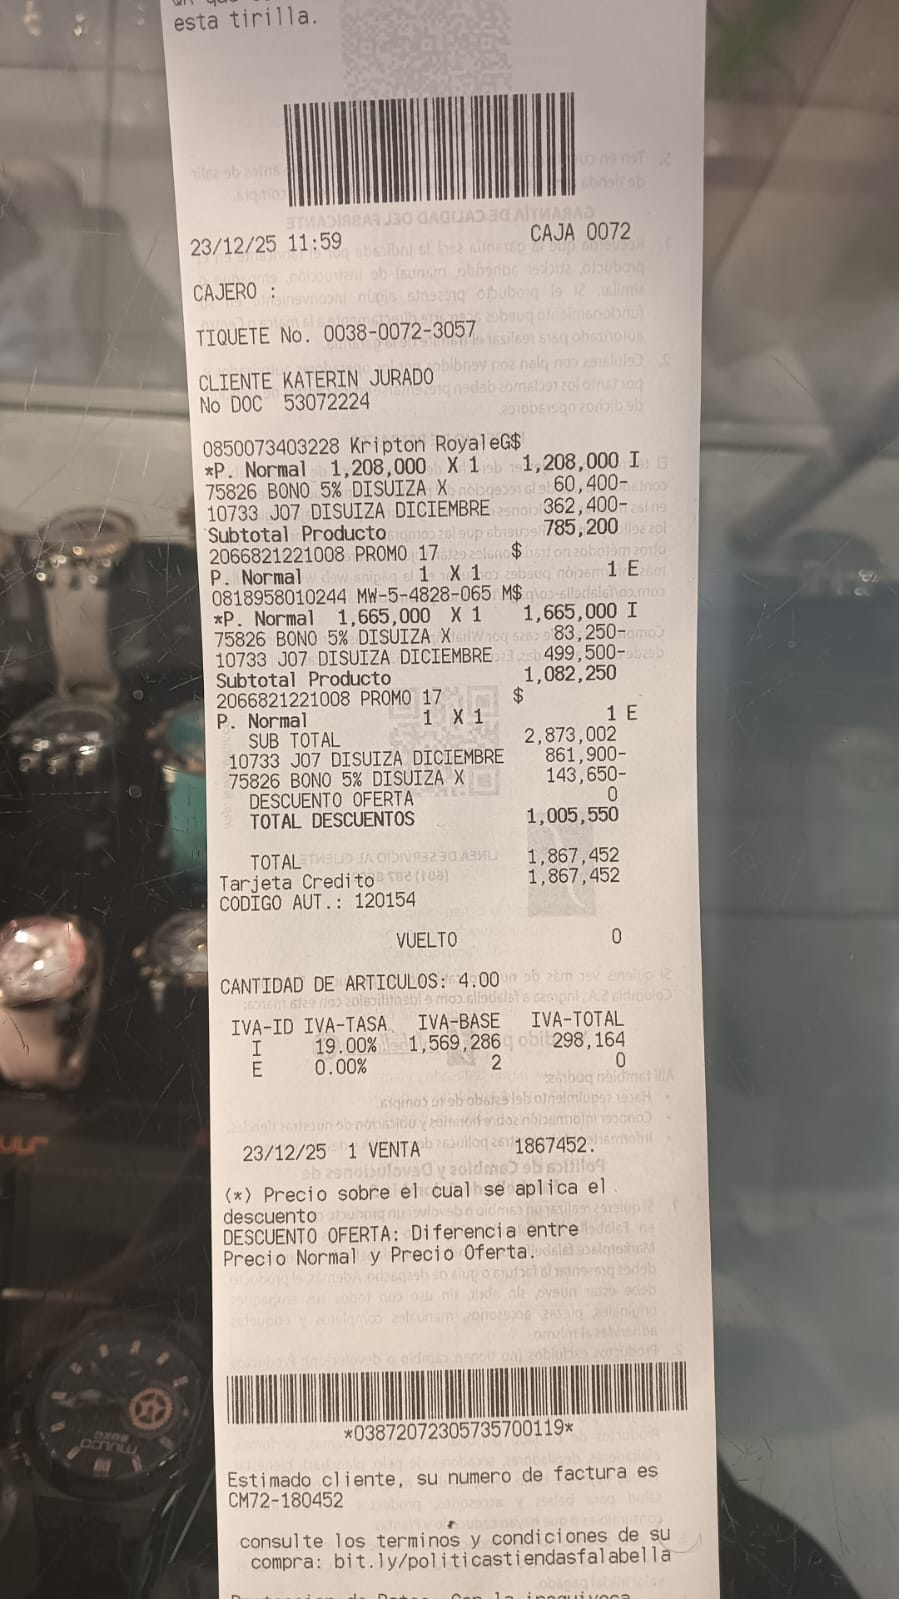 esta tirilla.
23/12/25 11:59 CAJA 0072
CAJERO :
TIQUETE No. 0038-0072-3057
CLIENTE KATERIN JURADO
No DOC 53072224
0850073403228 Kripton RoyaleG$
*P. Normal 1,208,000 X 1 1,208,000 I
75826 BONO 5% DISUIZA X 60,400-
10733 J07 DISUIZA DICIEMBRE 362,400-
Subtotal Producto 785,200
2066821221008 PROMO 17 $
P. Normal 1 X 1 1 E
0818958010244 MW-5-4828-065 M$
*P. Normal 1,665,000 X 1 1,665,000 I
75826 BONO 5% DISUIZA X 83,250-
10733 J07 DISUIZA DICIEMBRE 499,500-
Subtotal Producto 1,082,250
2066821221008 PROMO 17 $
P. Normal 1 X 1 1 E
SUB TOTAL 2,873,002
10733 J07 DISUIZA DICIEMBRE 861,900-
75826 BONO 5% DISUIZA X 143,650-
DESCUENTO OFERTA 0
TOTAL DESCUENTOS 1,005,550
TOTAL 1,867,452
Tarjeta Credito 1,867,452
CODIGO AUT.: 120154
VUELTO 0
CANTIDAD DE ARTICULOS: 4.00
IVA-ID IVA-TASA IVA-BASE IVA-TOTAL
I 19.00% 1,569,286 298,164
E 0.00% 2 0
23/12/25 1 VENTA 1867452.
(*) Precio sobre el cual se aplica el
descuento
DESCUENTO OFERTA: Diferencia entre
Precio Normal y Precio Oferta.
*03872072305735700119*
Estimado cliente, su numero de factura es
CM72-180452
consulte los terminos y condiciones de su
compra: bit.ly/politicastiendasfalabella